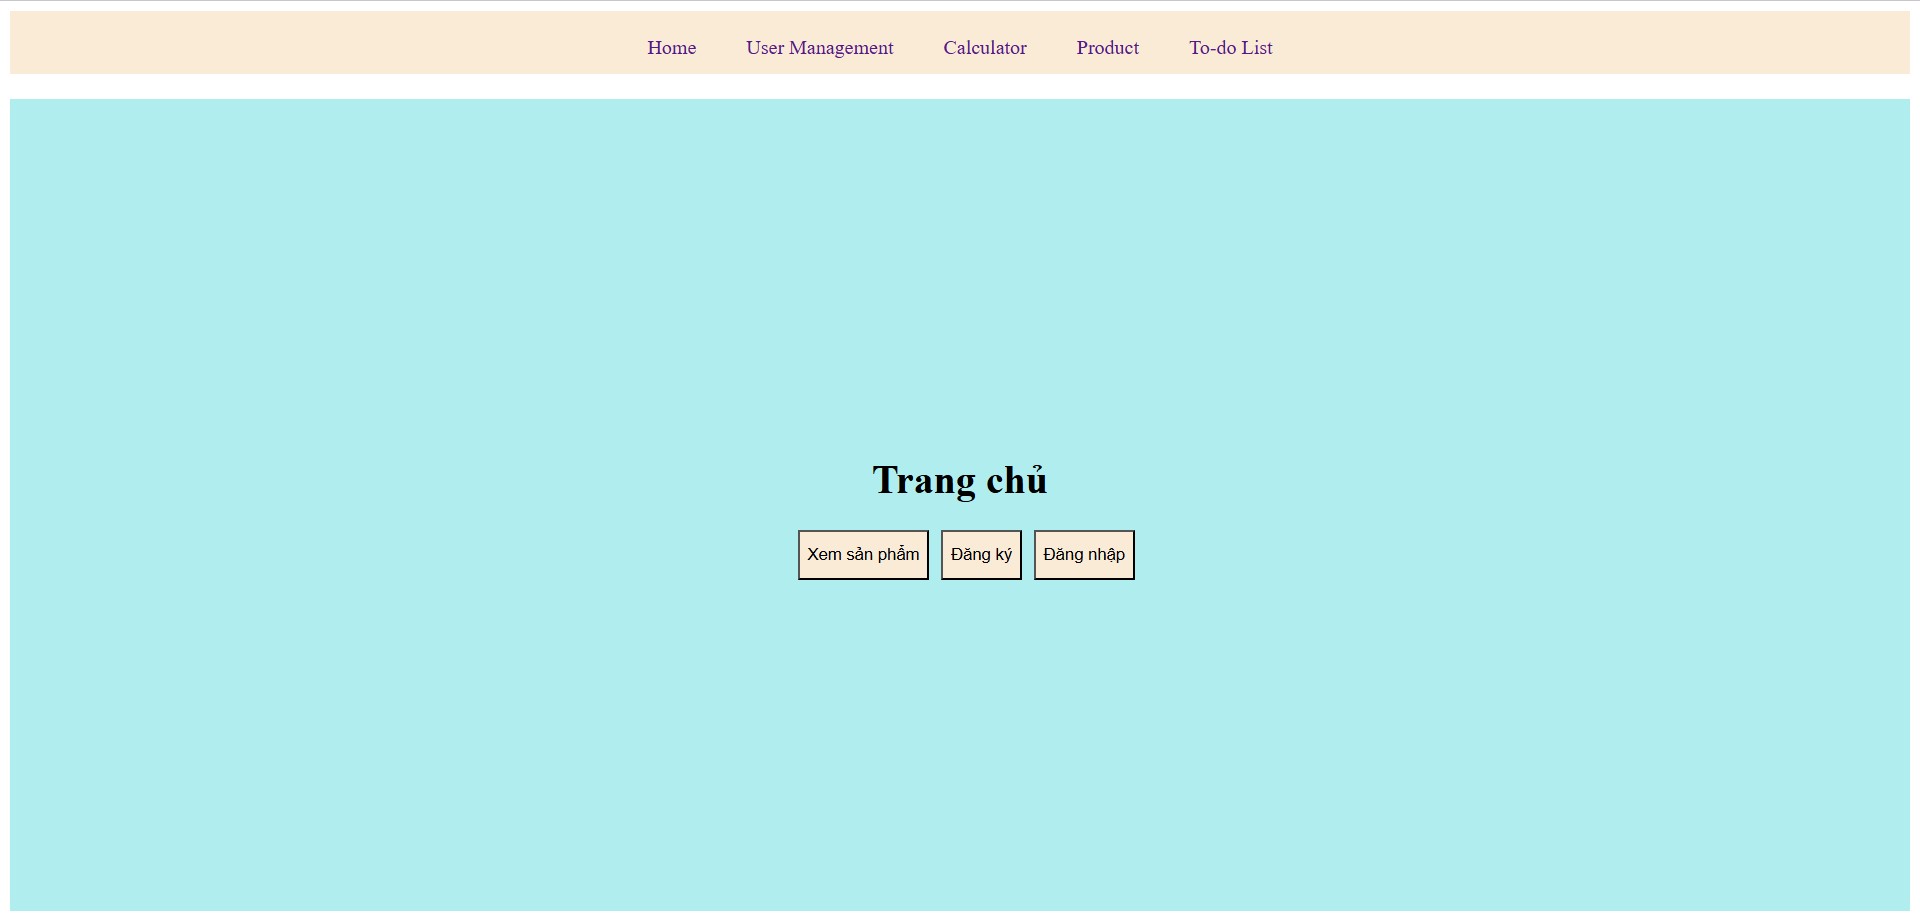 Home User Management Calculator Product To-do List
Trang chủ
Xem sản phẩm Đăng ký Đăng nhập